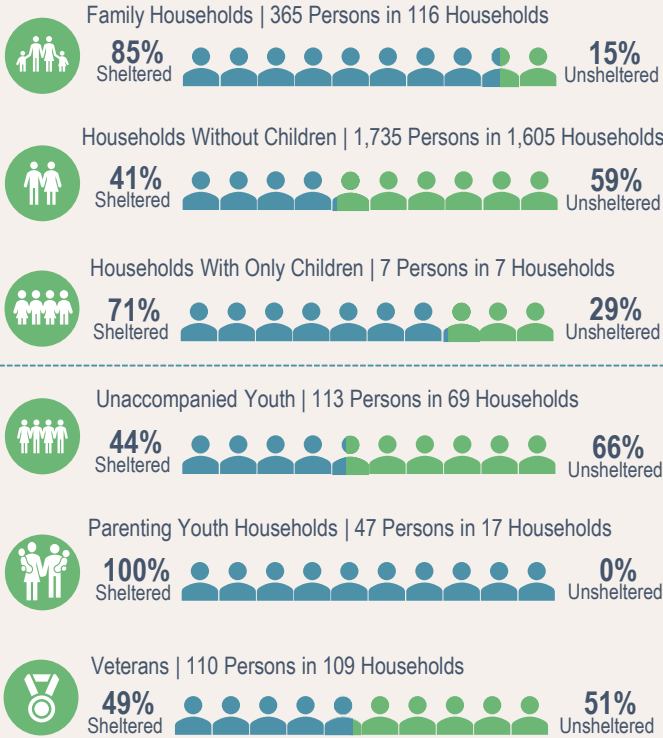 Family Households | 365 Persons in 116 Households
85%
Sheltered
15%
Unsheltered
Households Without Children | 1,735 Persons in 1,605 Households
41%
Sheltered
59%
Unsheltered
Households With Only Children | 7 Persons in 7 Households
71%
Sheltered
29%
Unsheltered
Unaccompanied Youth | 113 Persons in 69 Households
44%
Sheltered
66%
Unsheltered
Parenting Youth Households | 47 Persons in 17 Households
100%
Sheltered
0%
Unsheltered
Veterans | 110 Persons in 109 Households
49%
Sheltered
51%
Unsheltered